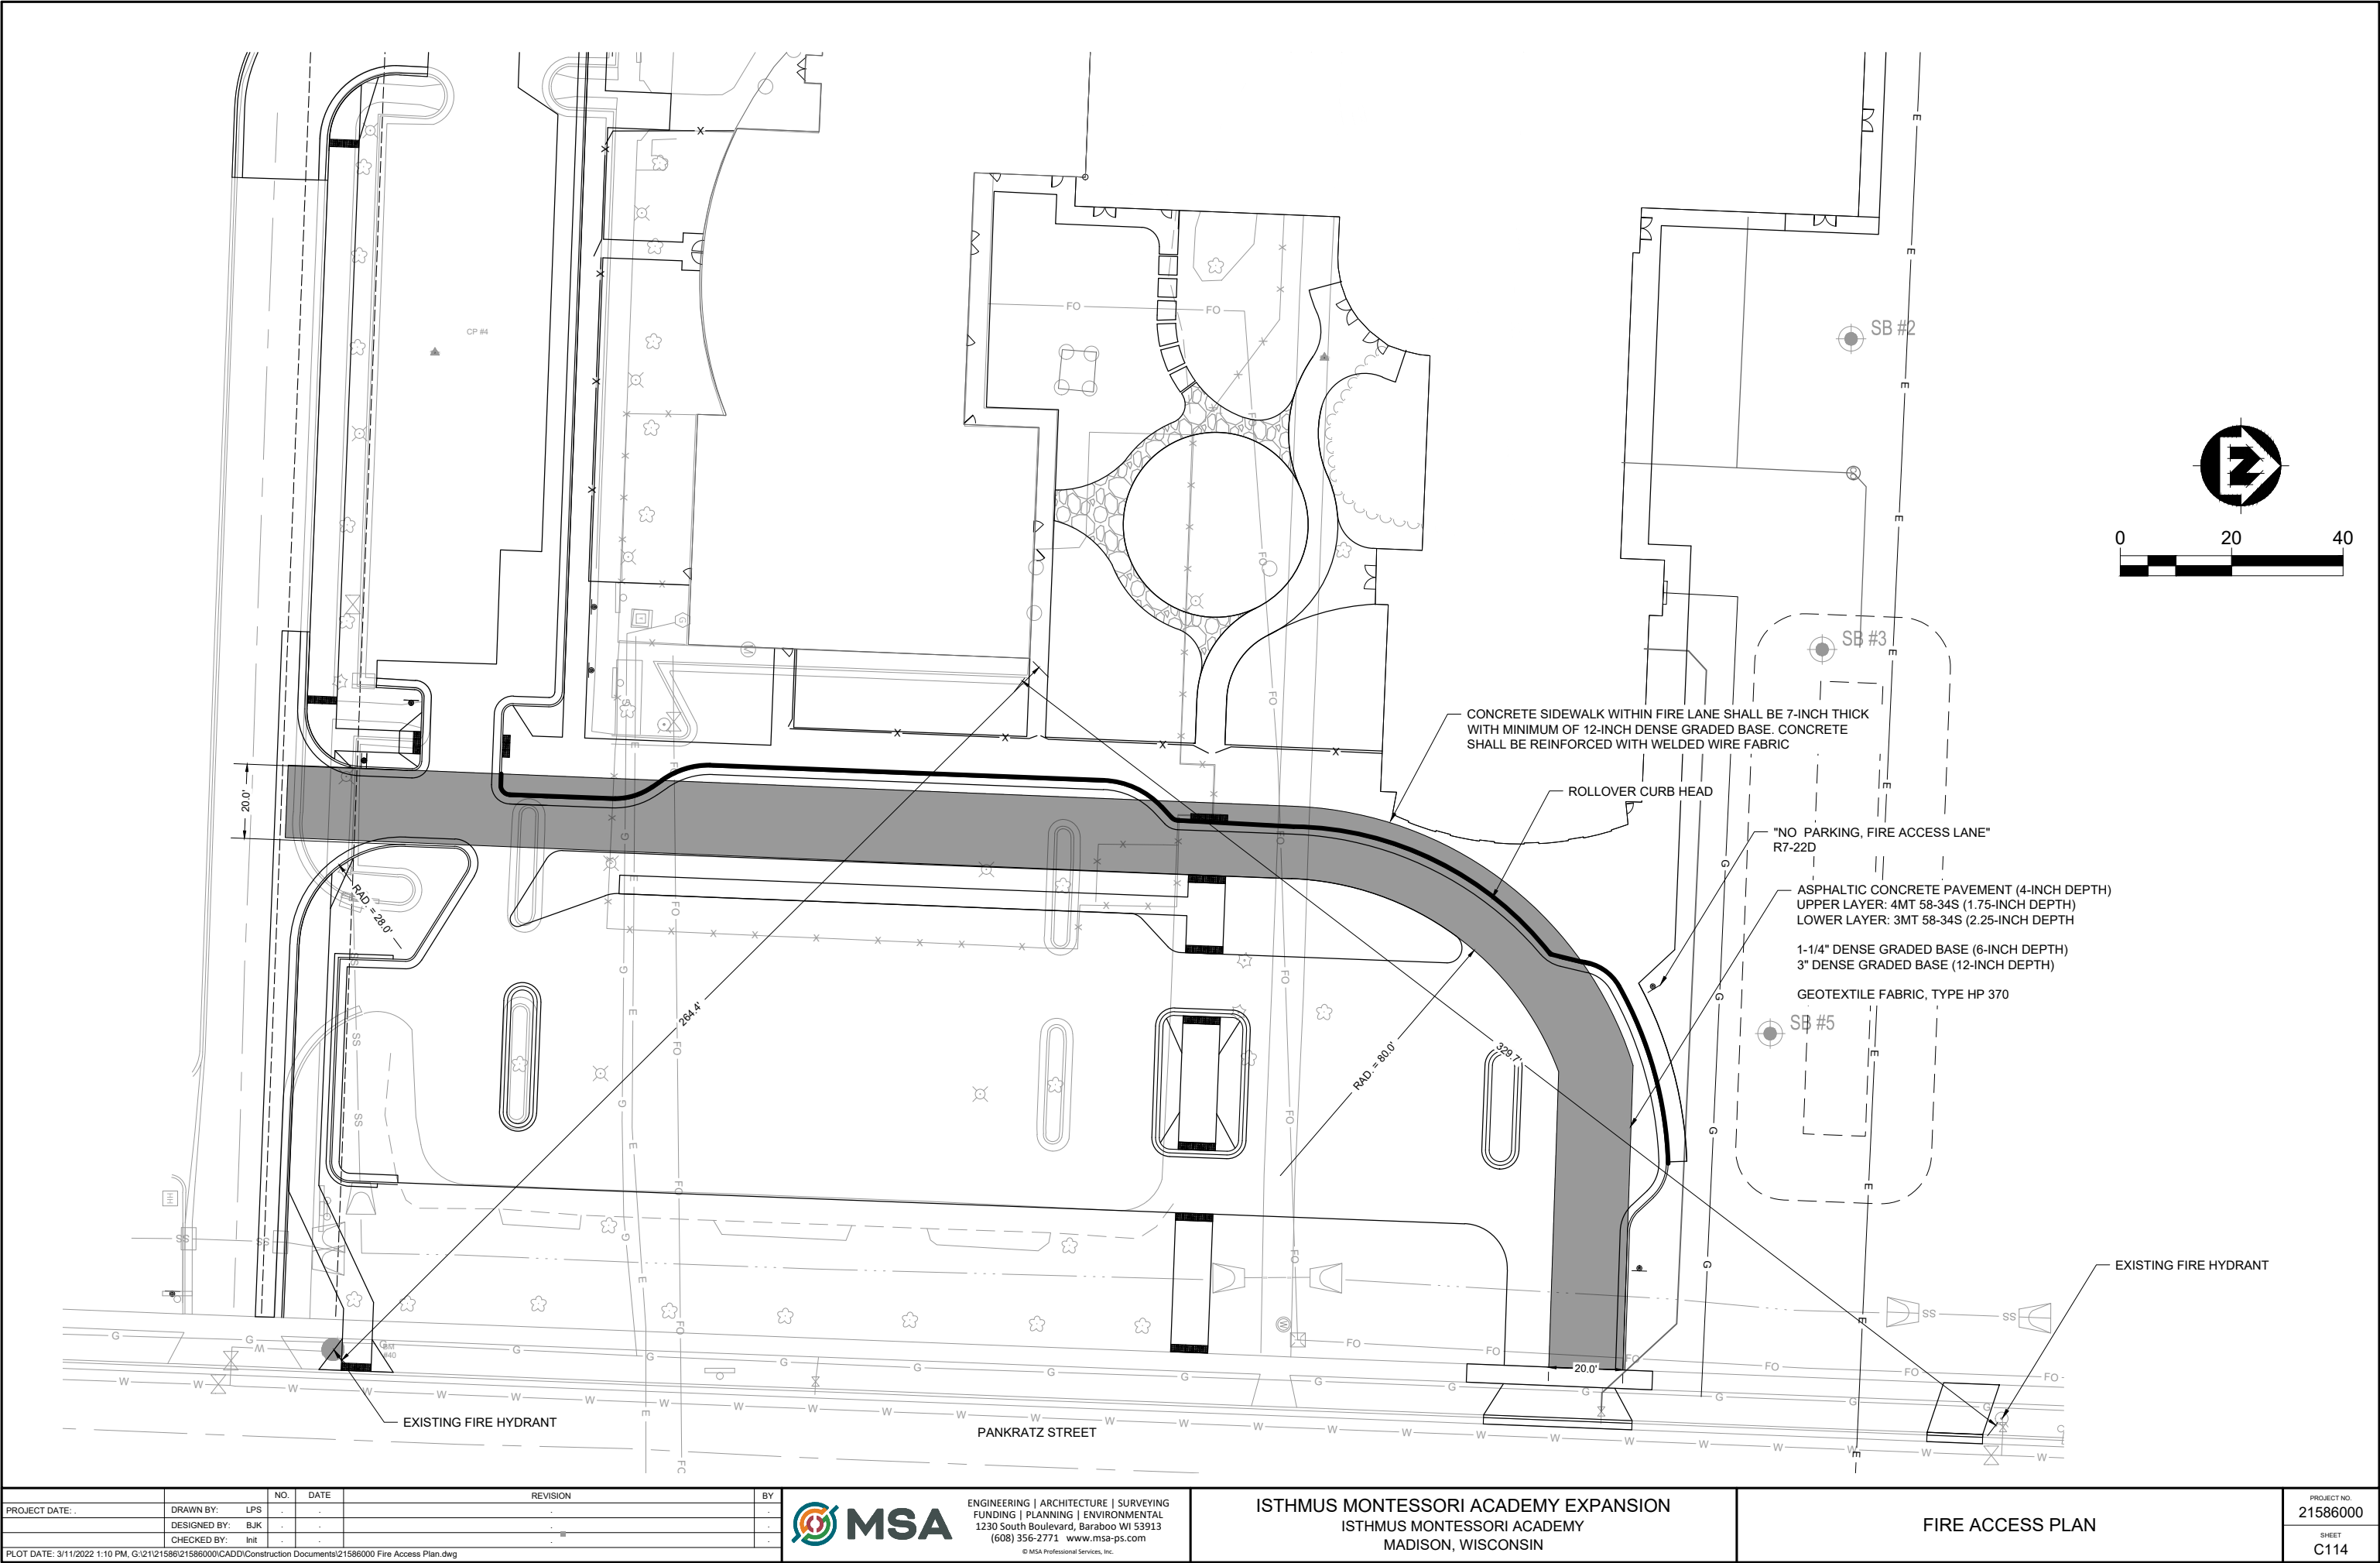 CP #4
SB #2
0 20 40
SB #3
CONCRETE SIDEWALK WITHIN FIRE LANE SHALL BE 7-INCH THICK
WITH MINIMUM OF 12-INCH DENSE GRADED BASE. CONCRETE
SHALL BE REINFORCED WITH WELDED WIRE FABRIC
ROLLOVER CURB HEAD
"NO PARKING, FIRE ACCESS LANE"
R7-22D
ASPHALTIC CONCRETE PAVEMENT (4-INCH DEPTH)
UPPER LAYER: 4MT 58-34S (1.75-INCH DEPTH)
LOWER LAYER: 3MT 58-34S (2.25-INCH DEPTH
1-1/4" DENSE GRADED BASE (6-INCH DEPTH)
3" DENSE GRADED BASE (12-INCH DEPTH)
GEOTEXTILE FABRIC, TYPE HP 370
SB #5
20.0'
RAD. = 28.0'
264.4'
RAD. = 80.0'
329.7'
20.0'
EXISTING FIRE HYDRANT
EXISTING FIRE HYDRANT
PANKRATZ STREET
NO. DATE REVISION BY
PROJECT DATE: .
DRAWN BY: LPS
DESIGNED BY: BJK
CHECKED BY: Init
PLOT DATE: 3/11/2022 1:10 PM, G:\21\21586\21586000\CADD\Construction Documents\21586000 Fire Access Plan.dwg
MSA
ENGINEERING | ARCHITECTURE | SURVEYING
FUNDING | PLANNING | ENVIRONMENTAL
1230 South Boulevard, Baraboo WI 53913
(608) 356-2771 www.msa-ps.com
© MSA Professional Services, Inc.
ISTHMUS MONTESSORI ACADEMY EXPANSION
ISTHMUS MONTESSORI ACADEMY
MADISON, WISCONSIN
FIRE ACCESS PLAN
PROJECT NO.
21586000
SHEET
C114